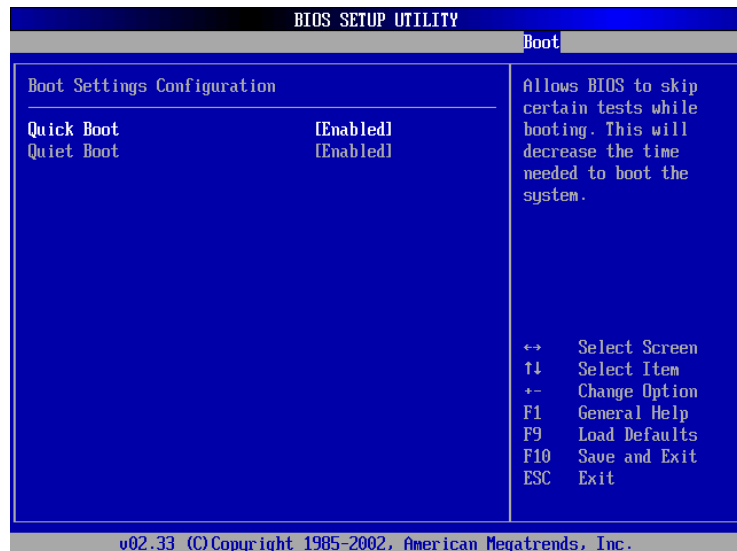 BIOS SETUP UTILITY
Boot
Boot Settings Configuration
Quick Boot [Enabled]
Quiet Boot [Enabled]
Allows BIOS to skip
certain tests while
booting. This will
decrease the time
needed to boot the
system.
↔ Select Screen
↑↓ Select Item
+- Change Option
F1 General Help
F9 Load Defaults
F10 Save and Exit
ESC Exit
v02.33 (C)Copyright 1985-2002, American Megatrends, Inc.